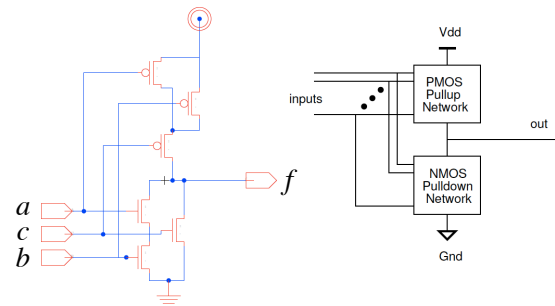 a
c
b
f
Vdd
inputs
PMOS
Pullup
Network
out
NMOS
Pulldown
Network
Gnd